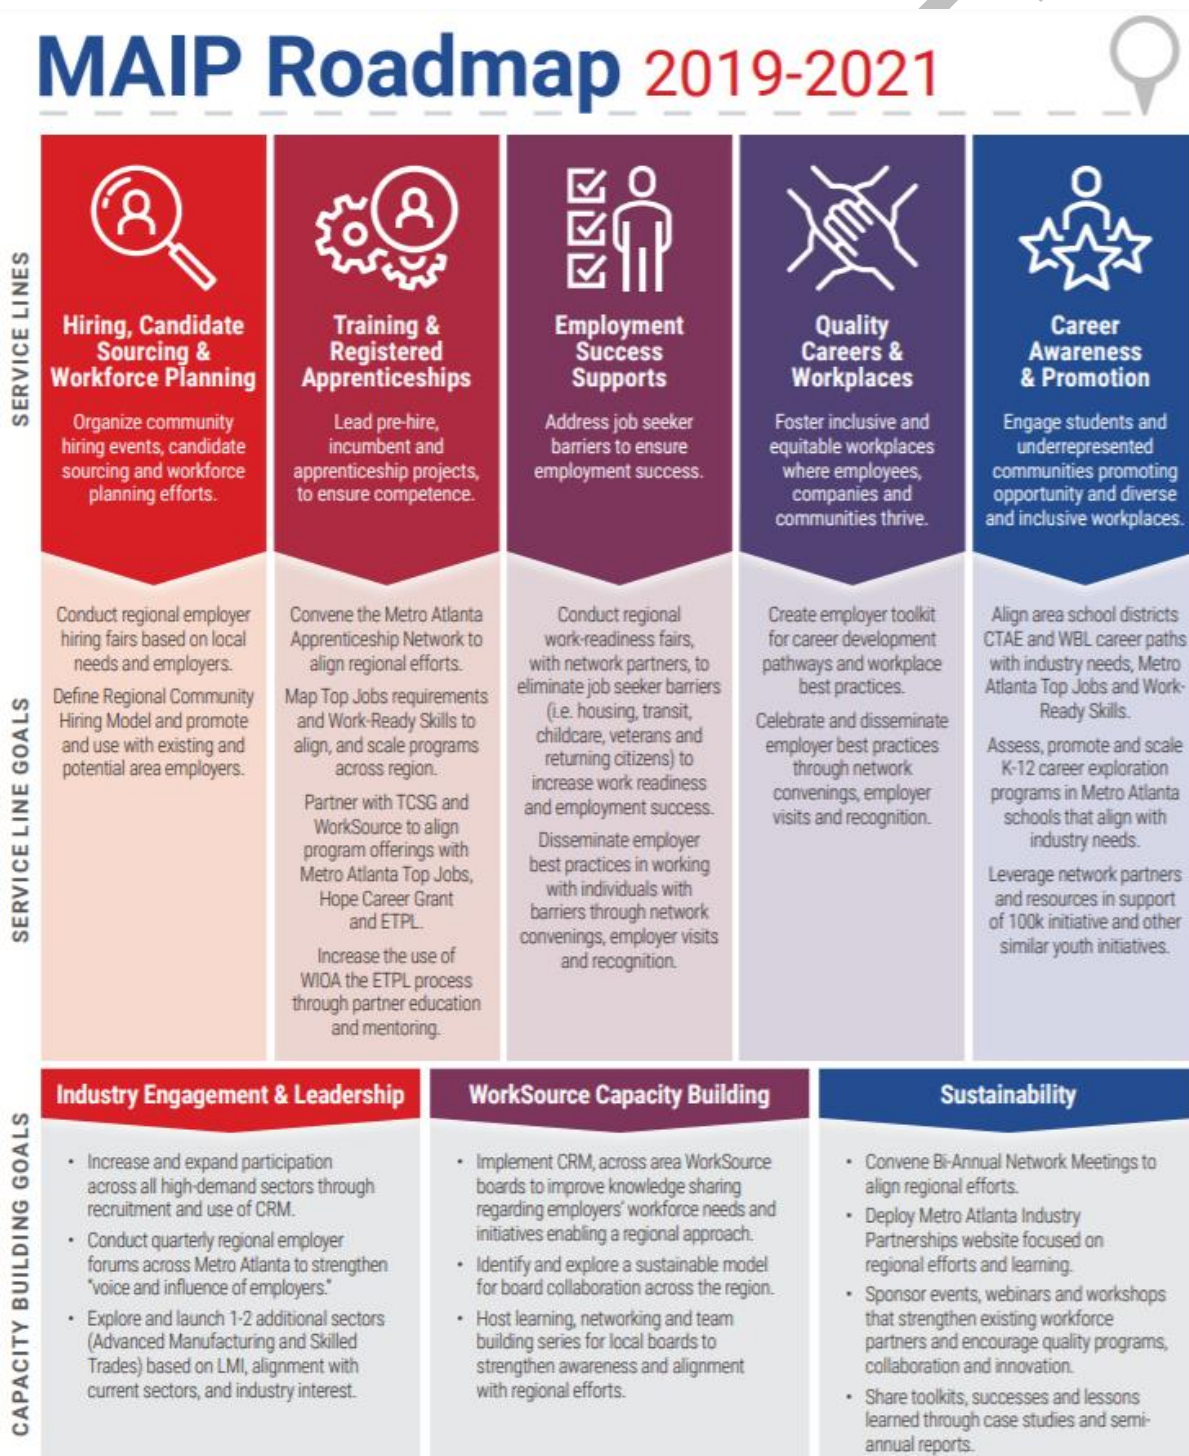 MAIP Roadmap 2019-2021
SERVICE LINES
Hiring, Candidate
Sourcing &
Workforce Planning
Organize community
hiring events, candidate
sourcing and workforce
planning efforts.
Training &
Registered
Apprenticeships
Lead pre-hire,
incumbent and
apprenticeship projects,
to ensure competence.
Employment
Success
Supports
Address job seeker
barriers to ensure
employment success.
Quality
Careers &
Workplaces
Foster inclusive and
equitable workplaces
where employees,
companies and
communities thrive.
Career
Awareness
& Promotion
Engage students and
underrepresented
communities promoting
opportunity and diverse
and inclusive workplaces.
SERVICE LINE GOALS
Conduct regional employer
hiring fairs based on local
needs and employers.
Define Regional Community
Hiring Model and promote
and use with existing and
potential area employers.
Convene the Metro Atlanta
Apprenticeship Network to
align regional efforts.
Map Top Jobs requirements
and Work-Ready Skills to
align, and scale programs
across region.
Partner with TCSG and
WorkSource to align
program offerings with
Metro Atlanta Top Jobs,
Hope Career Grant
and ETPL.
Increase the use of
WIOA the ETPL process
through partner education
and mentoring.
Conduct regional
work-readiness fairs,
with network partners, to
eliminate job seeker barriers
(i.e. housing, transit,
childcare, veterans and
returning citizens) to
increase work readiness
and employment success.
Disseminate employer
best practices in working
with individuals with
barriers through network
convenings, employer visits
and recognition.
Create employer toolkit
for career development
pathways and workplace
best practices.
Celebrate and disseminate
employer best practices
through network
convenings, employer
visits and recognition.
Align area school districts
CTAE and WBL career paths
with industry needs, Metro
Atlanta Top Jobs and Work-
Ready Skills.
Assess, promote and scale
K-12 career exploration
programs in Metro Atlanta
schools that align with
industry needs.
Leverage network partners
and resources in support
of 100k initiative and other
similar youth initiatives.
CAPACITY BUILDING GOALS
Industry Engagement & Leadership
• Increase and expand participation
across all high-demand sectors through
recruitment and use of CRM.
• Conduct quarterly regional employer
forums across Metro Atlanta to strengthen
"voice and influence of employers."
• Explore and launch 1-2 additional sectors
(Advanced Manufacturing and Skilled
Trades) based on LMI, alignment with
current sectors, and industry interest.
WorkSource Capacity Building
• Implement CRM, across area WorkSource
boards to improve knowledge sharing
regarding employers' workforce needs and
initiatives enabling a regional approach.
• Identify and explore a sustainable model
for board collaboration across the region.
• Host learning, networking and team
building series for local boards to
strengthen awareness and alignment
with regional efforts.
Sustainability
• Convene Bi-Annual Network Meetings to
align regional efforts.
• Deploy Metro Atlanta Industry
Partnerships website focused on
regional efforts and learning.
• Sponsor events, webinars and workshops
that strengthen existing workforce
partners and encourage quality programs,
collaboration and innovation.
• Share toolkits, successes and lessons
learned through case studies and semi-
annual reports.